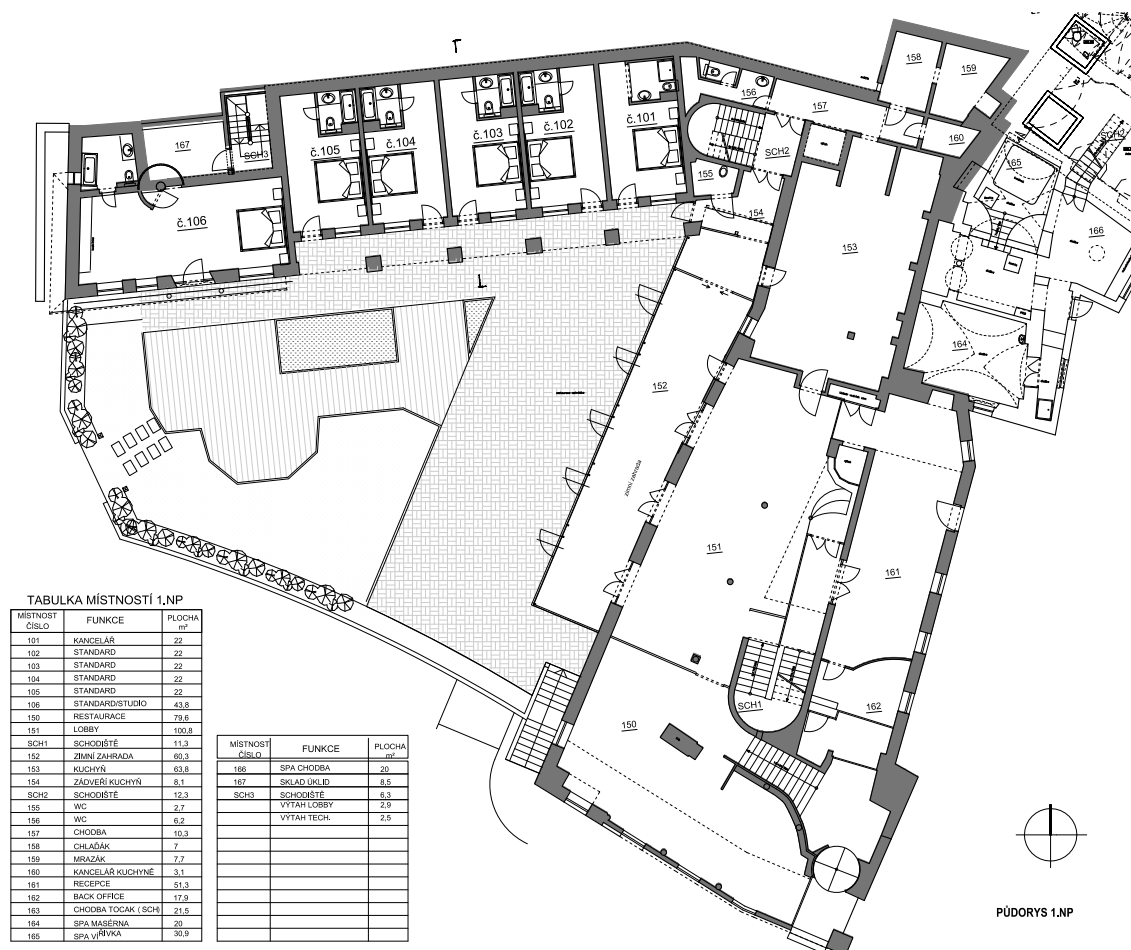 158
159
156
157
č.101
č.102
č.103
č.104
č.105
167
SCH3
SCH2
160
155
165
č.106
154
153
166
164
152
zimní zahrada
151
161
SCH1
162
150
TABULKA MÍSTNOSTÍ 1.NP
MÍSTNOST ČÍSLO FUNKCE PLOCHA m²
101 KANCELÁŘ 22
102 STANDARD 22
103 STANDARD 22
104 STANDARD 22
105 STANDARD 22
106 STANDARD/STUDIO 43,8
150 RESTAURACE 79,6
151 LOBBY 100,8
SCH1 SCHODIŠTĚ 11,3
152 ZIMNÍ ZAHRADA 60,3
153 KUCHYŇ 63,8
154 ZÁDVEŘÍ KUCHYŇ 8,1
SCH2 SCHODIŠTĚ 12,3
155 WC 2,7
156 WC 6,2
157 CHODBA 10,3
158 CHLAĎÁK 7
159 MRAZÁK 7,7
160 KANCELÁŘ KUCHYNĚ 3,1
161 RECEPCE 51,3
162 BACK OFFICE 17,9
163 CHODBA TOCAK ( SCH) 21,5
164 SPA MASÉRNA 20
165 SPA VÍŘIVKA 30,9
MÍSTNOST ČÍSLO FUNKCE PLOCHA m²
166 SPA CHODBA 20
167 SKLAD ÚKLID 8,5
SCH3 SCHODIŠTĚ 6,3
VÝTAH LOBBY 2,9
VÝTAH TECH. 2,5
PŮDORYS 1.NP